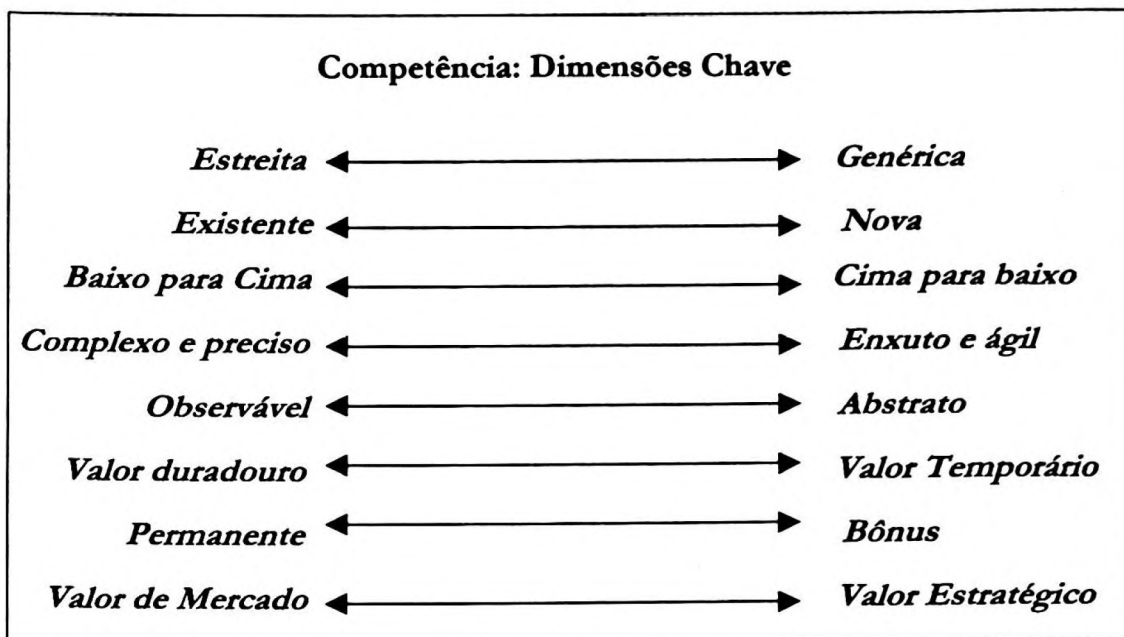 Competência: Dimensões Chave
Estreita Genérica
Existente Nova
Baixo para Cima Cima para baixo
Complexo e preciso Enxuto e ágil
Observável Abstrato
Valor duradouro Valor Temporário
Permanente Bônus
Valor de Mercado Valor Estratégico